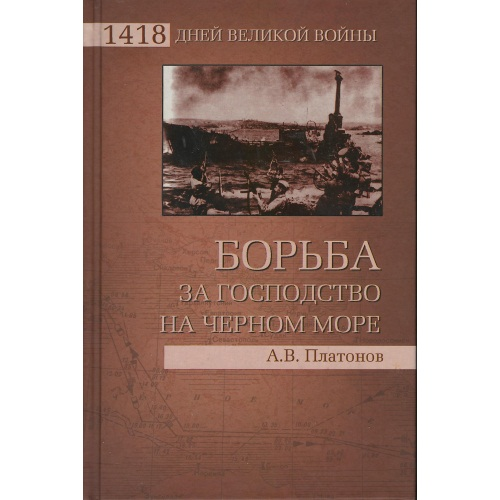 1418 ДНЕЙ ВЕЛИКОЙ ВОЙНЫ
БОРЬБА
ЗА ГОСПОДСТВО
НА ЧЕРНОМ МОРЕ
А.В. Платонов